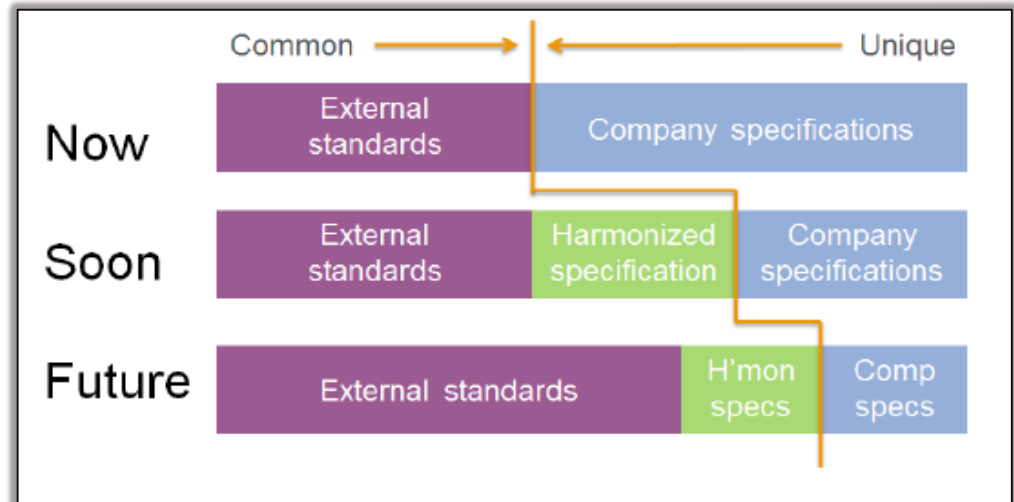 Common Unique
Now
External
standards
Company specifications
Soon
External
standards
Harmonized
specification
Company
specifications
Future
External standards
H'mon
specs
Comp
specs